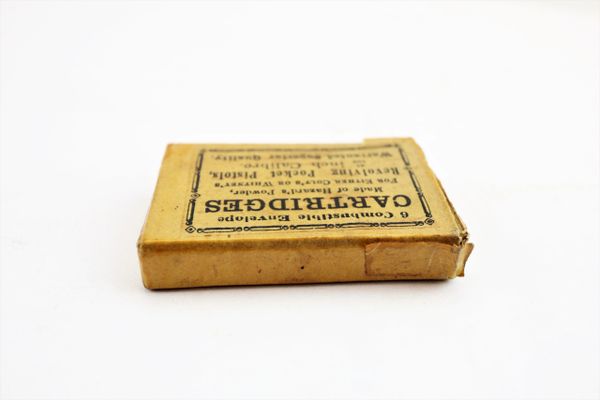 6 Combustible Envelope
CARTRIDGES
Made of Hazard's Powder,
For Either Colt's or Whitney's
Revolving Pocket Pistols,
inch Calibre.
Warranted Superior Quality.